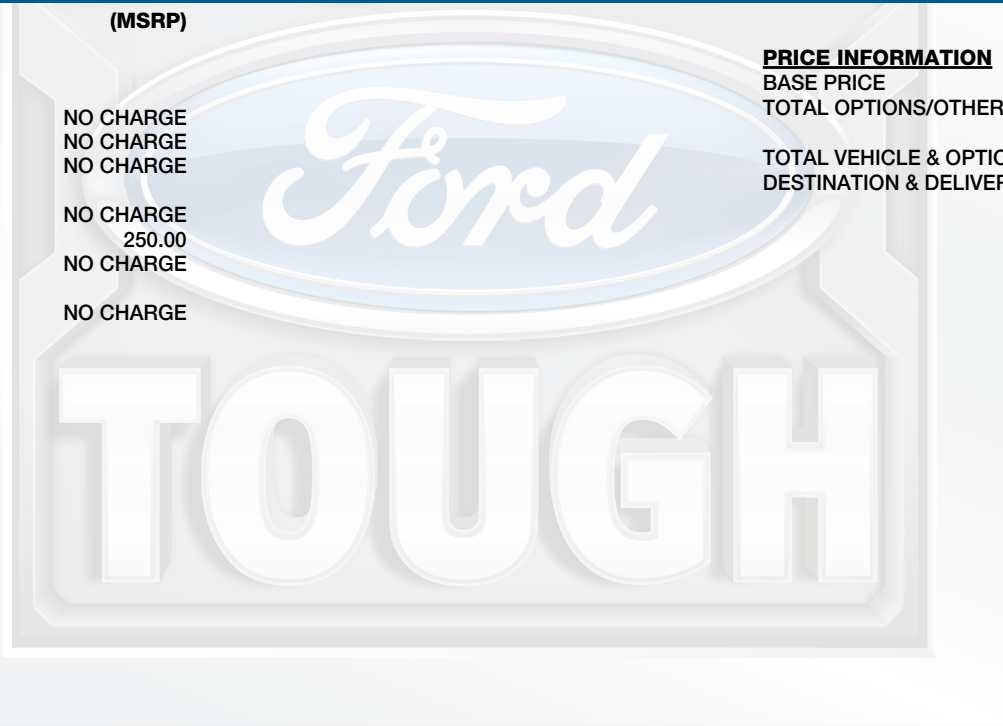 (MSRP)
NO CHARGE
NO CHARGE
NO CHARGE
NO CHARGE
250.00
NO CHARGE
NO CHARGE
PRICE INFORMATION
BASE PRICE
TOTAL OPTIONS/OTHER
TOTAL VEHICLE & OPTIO
DESTINATION & DELIVER
Ford
TOUGH